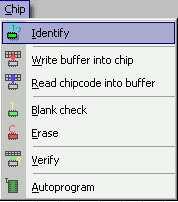 Chip
Identify
Write buffer into chip
Read chipcode into buffer
Blank check
Erase
Verify
Autoprogram